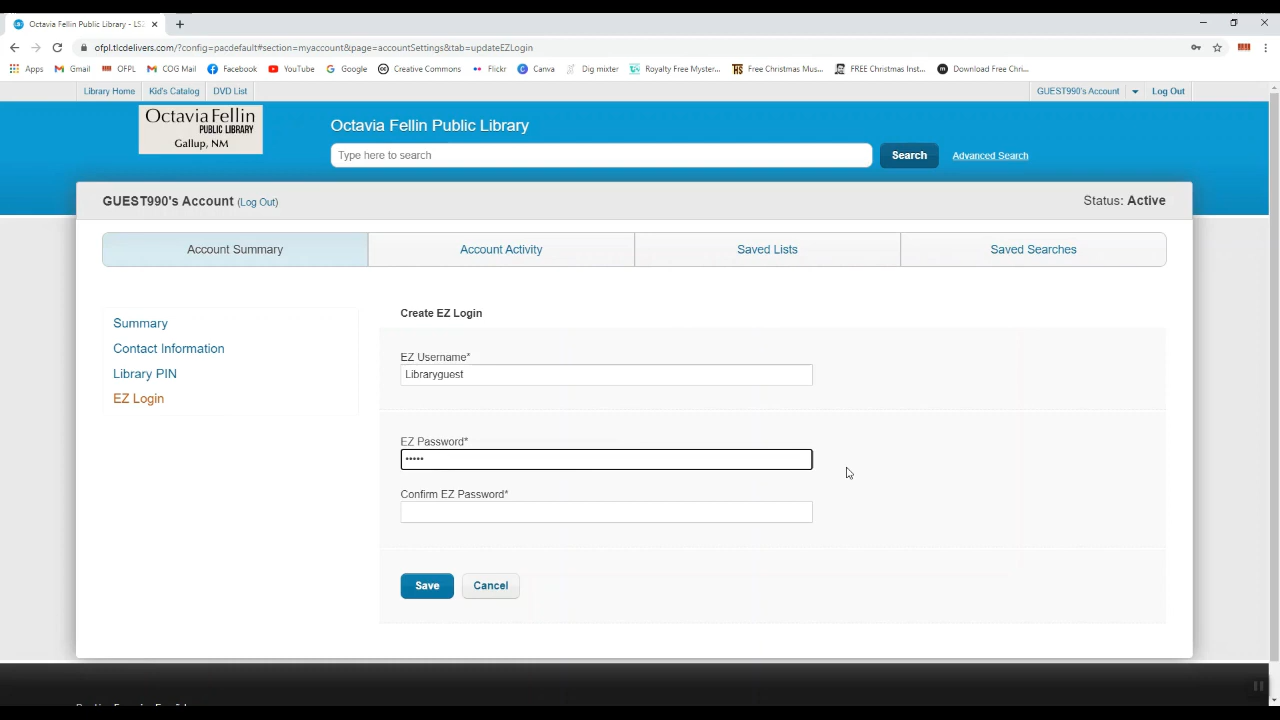 Octavia Fellin Public Library - LS2
ofpl.tlcdelivers.com/?config=pacdefault#section=myaccount&page=accountSettings&tab=updateEZLogin
Apps Gmail OFPL COG Mail Facebook YouTube Google Creative Commons Flickr Canva Dig mixter Royalty Free Myster... Free Christmas Mus... FREE Christmas Inst... Download Free Chri...
Library Home Kid's Catalog DVD List GUEST990's Account Log Out
Octavia Fellin
PUBLIC LIBRARY
Gallup, NM
Octavia Fellin Public Library
Type here to search Search Advanced Search
GUEST990's Account (Log Out) Status: Active
Account Summary Account Activity Saved Lists Saved Searches
Summary
Contact Information
Library PIN
EZ Login
Create EZ Login
EZ Username*
Libraryguest
EZ Password*
•••••
Confirm EZ Password*
Save Cancel